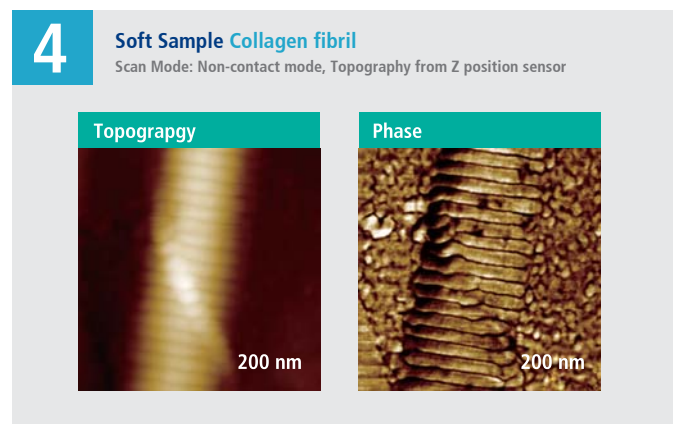 4
Soft Sample Collagen fibril
Scan Mode: Non-contact mode, Topography from Z position sensor
Topograpgy
Phase
200 nm
200 nm